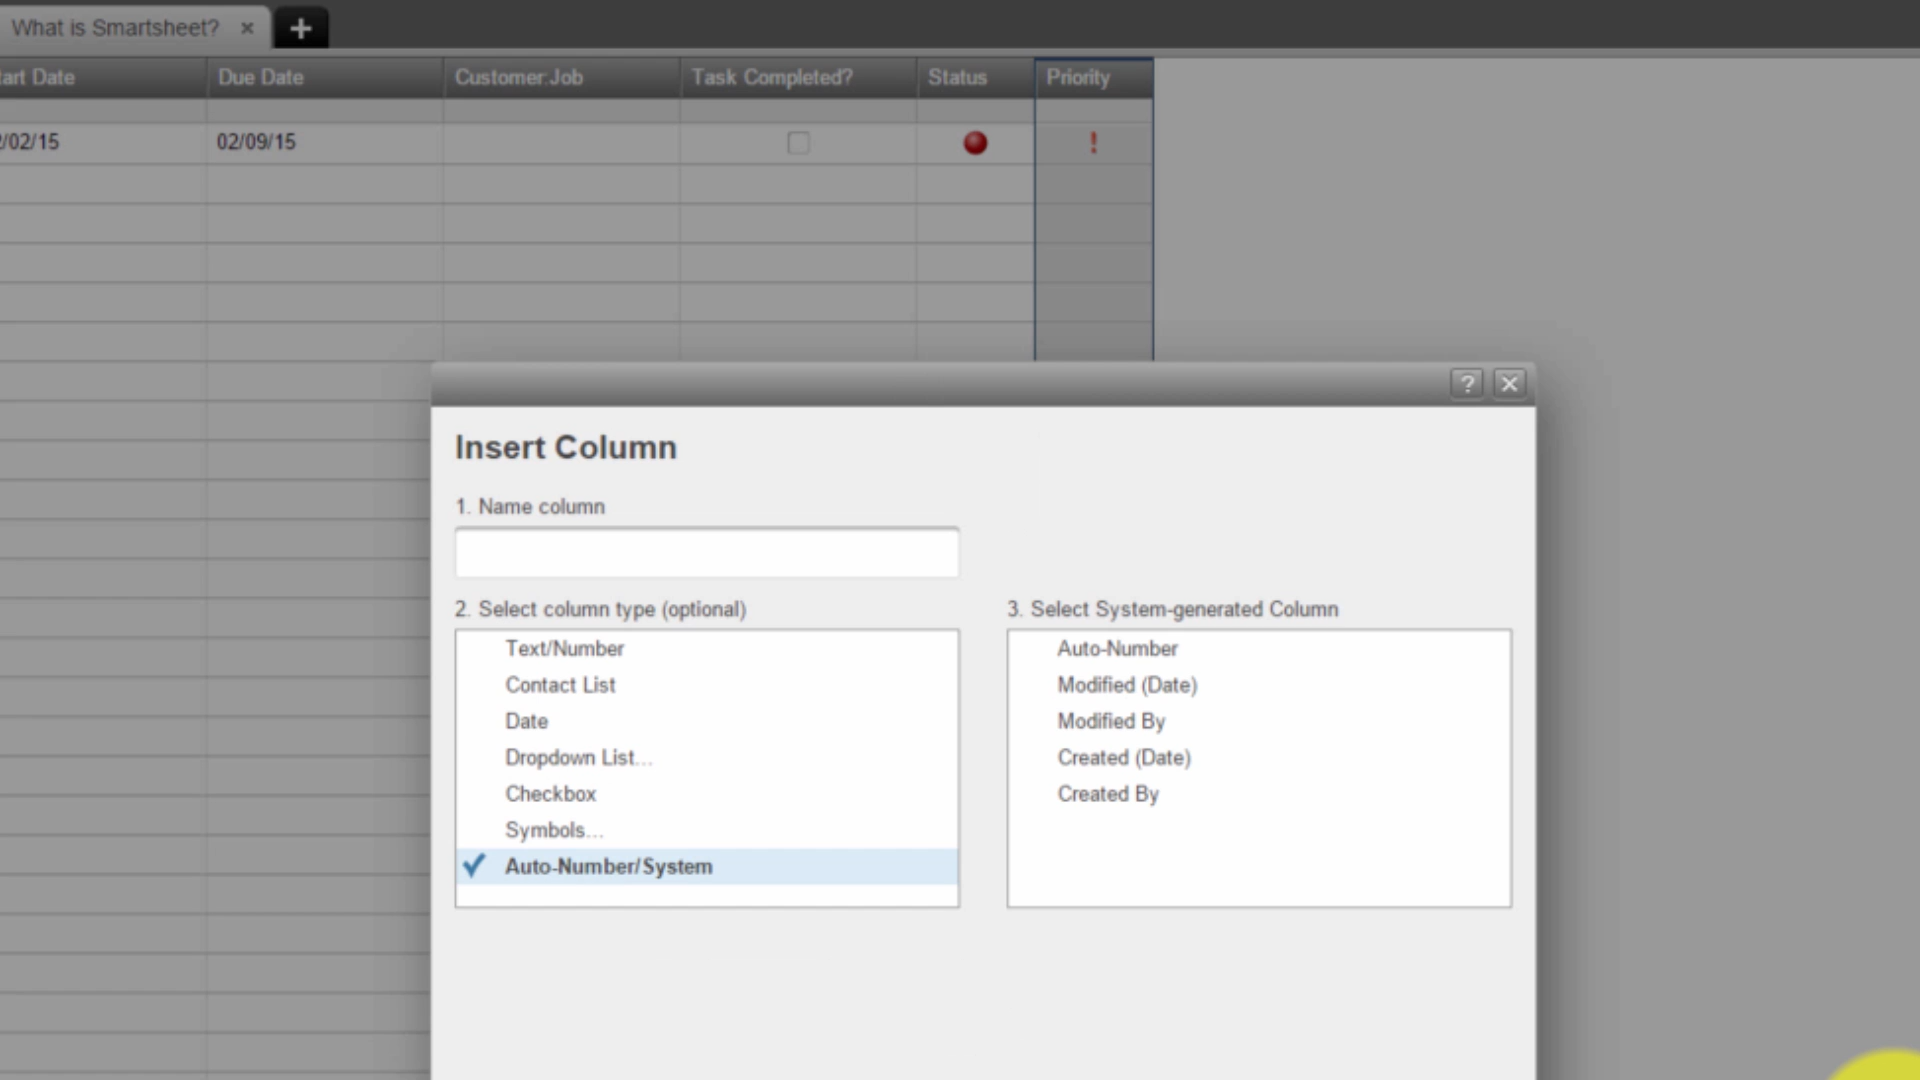 What is Smartsheet?
art Date Due Date Customer:Job Task Completed? Status Priority
/02/15 02/09/15 !
?
Insert Column
1. Name column
2. Select column type (optional) 3. Select System-generated Column
Text/Number Auto-Number
Contact List Modified (Date)
Date Modified By
Dropdown List... Created (Date)
Checkbox Created By
Symbols...
Auto-Number/System